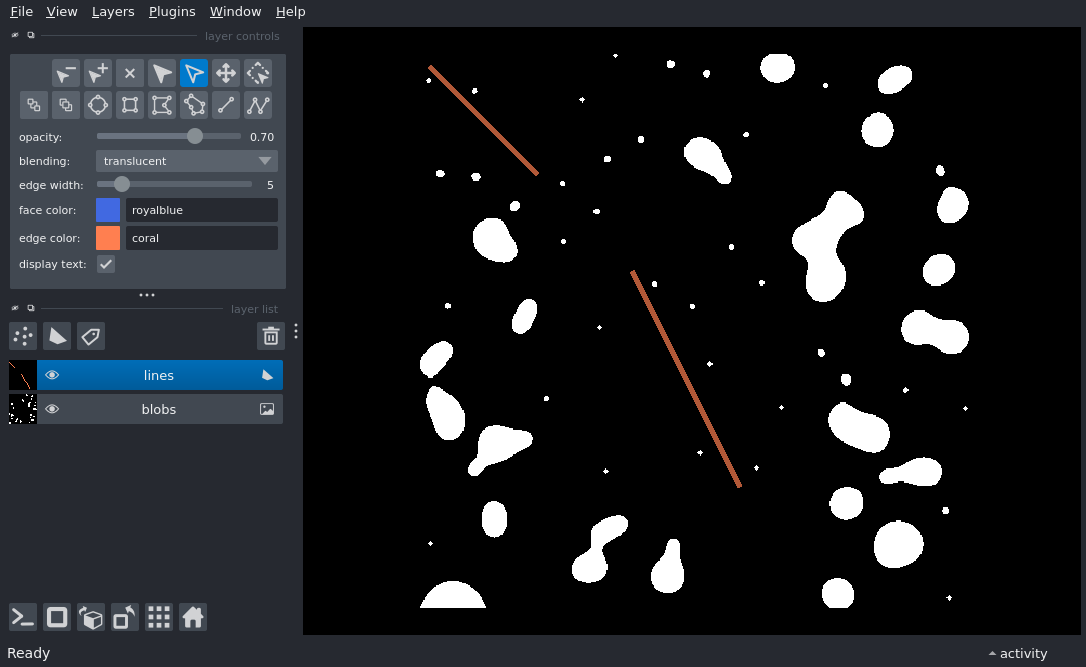 File View Layers Plugins Window Help
layer controls
opacity: 0.70
blending: translucent
edge width: 5
face color: royalblue
edge color: coral
display text:
layer list
lines
blobs
Ready activity